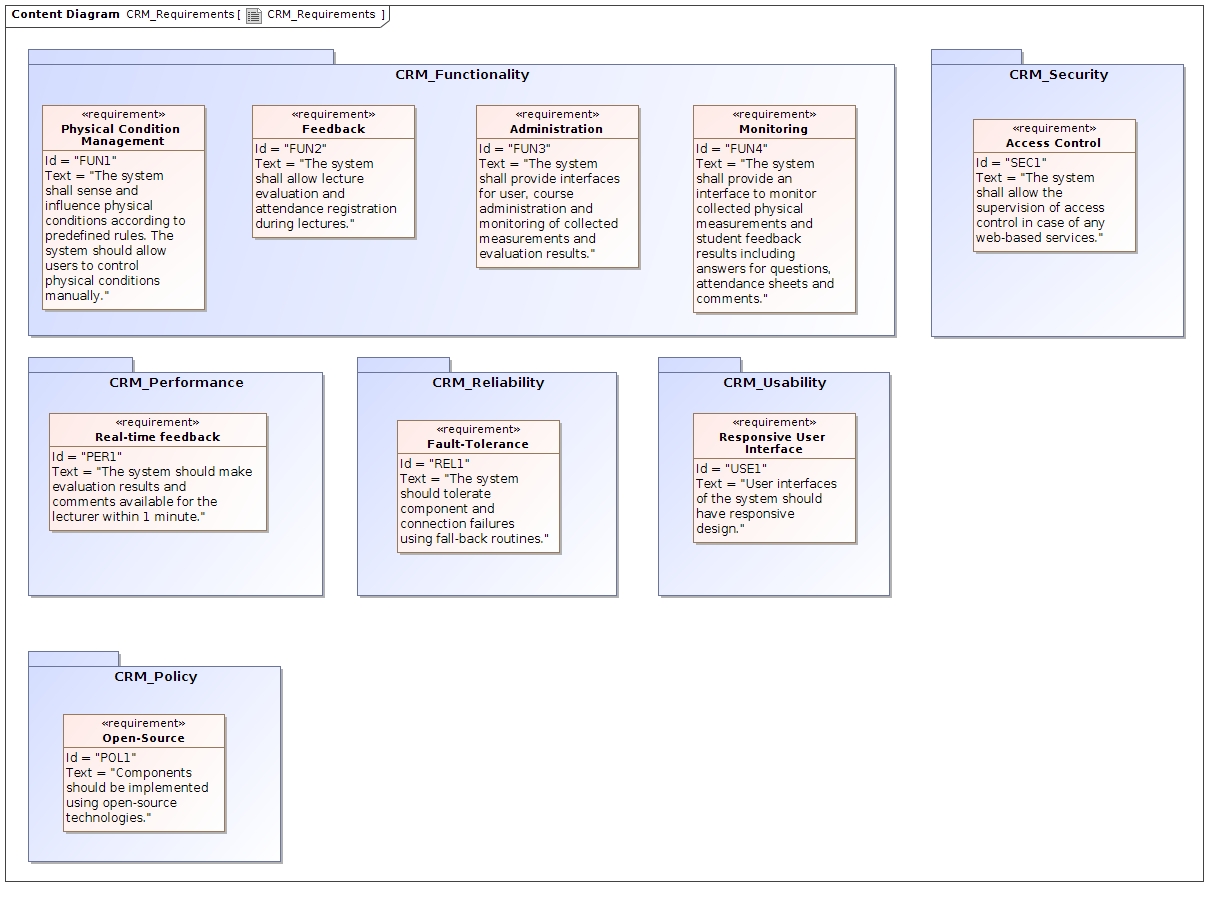 Content Diagram CRM_Requirements [ CRM_Requirements ]
CRM_Functionality
«requirement»
Physical Condition
Management
Id = "FUN1"
Text = "The system
shall sense and
influence physical
conditions according to
predefined rules. The
system should allow
users to control
physical conditions
manually."
«requirement»
Feedback
Id = "FUN2"
Text = "The system
shall allow lecture
evaluation and
attendance registration
during lectures."
«requirement»
Administration
Id = "FUN3"
Text = "The system
shall provide interfaces
for user, course
administration and
monitoring of collected
measurements and
evaluation results."
«requirement»
Monitoring
Id = "FUN4"
Text = "The system
shall provide an
interface to monitor
collected physical
measurements and
student feedback
results including
answers for questions,
attendance sheets and
comments."
CRM_Security
«requirement»
Access Control
Id = "SEC1"
Text = "The system
shall allow the
supervision of access
control in case of any
web-based services."
CRM_Performance
«requirement»
Real-time feedback
Id = "PER1"
Text = "The system should make
evaluation results and
comments available for the
lecturer within 1 minute."
CRM_Reliability
«requirement»
Fault-Tolerance
Id = "REL1"
Text = "The system
should tolerate
component and
connection failures
using fall-back routines."
CRM_Usability
«requirement»
Responsive User
Interface
Id = "USE1"
Text = "User interfaces
of the system should
have responsive
design."
CRM_Policy
«requirement»
Open-Source
Id = "POL1"
Text = "Components
should be implemented
using open-source
technologies."